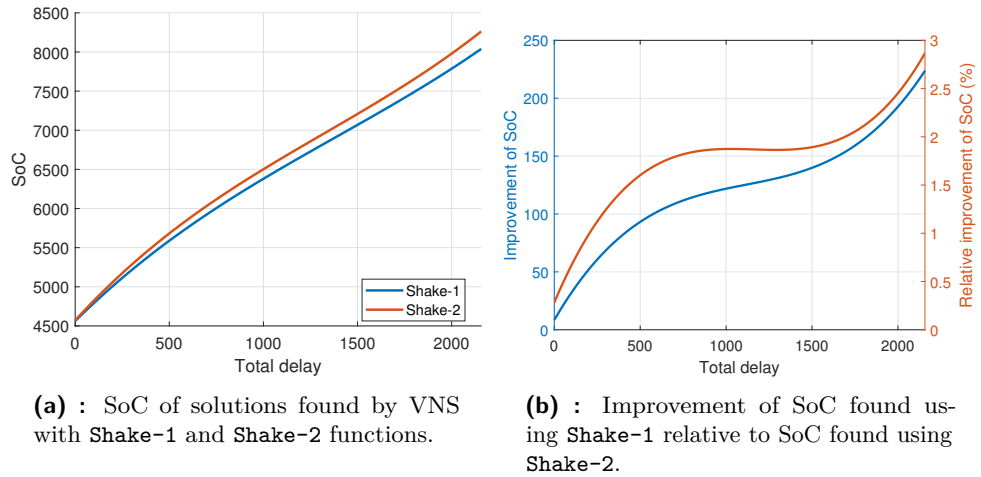 8500
8000
7500
7000
6500
6000
5500
5000
4500
SoC
0
500
1000
1500
2000
Total delay
Shake-1
Shake-2
(a) : SoC of solutions found by VNS
with Shake-1 and Shake-2 functions.
250
200
150
100
50
0
Improvement of SoC
3
2.5
2
1.5
1
0.5
0
Relative improvement of SoC (%)
0
500
1000
1500
2000
Total delay
(b) : Improvement of SoC found us-
ing Shake-1 relative to SoC found using
Shake-2.